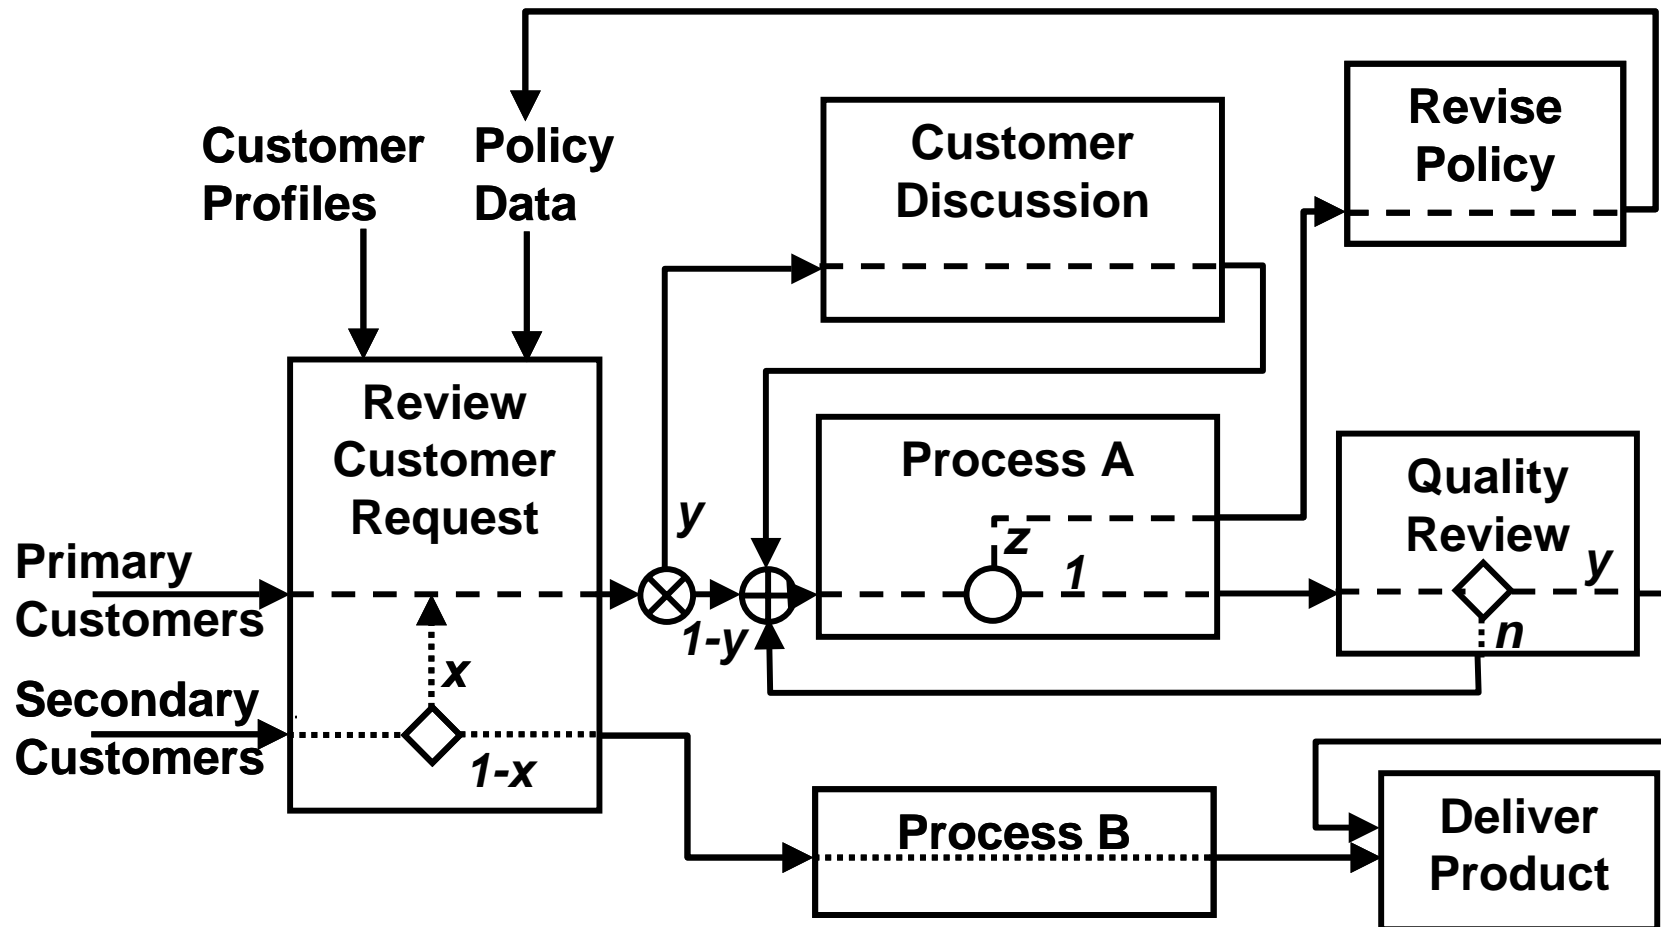 Customer
Profiles
Policy
Data
Customer
Discussion
Revise
Policy
Review
Customer
Request
Process A
Quality
Review
y
z
1
y
1-y
n
Primary
Customers
x
Secondary
Customers
1-x
Process B
Deliver
Product